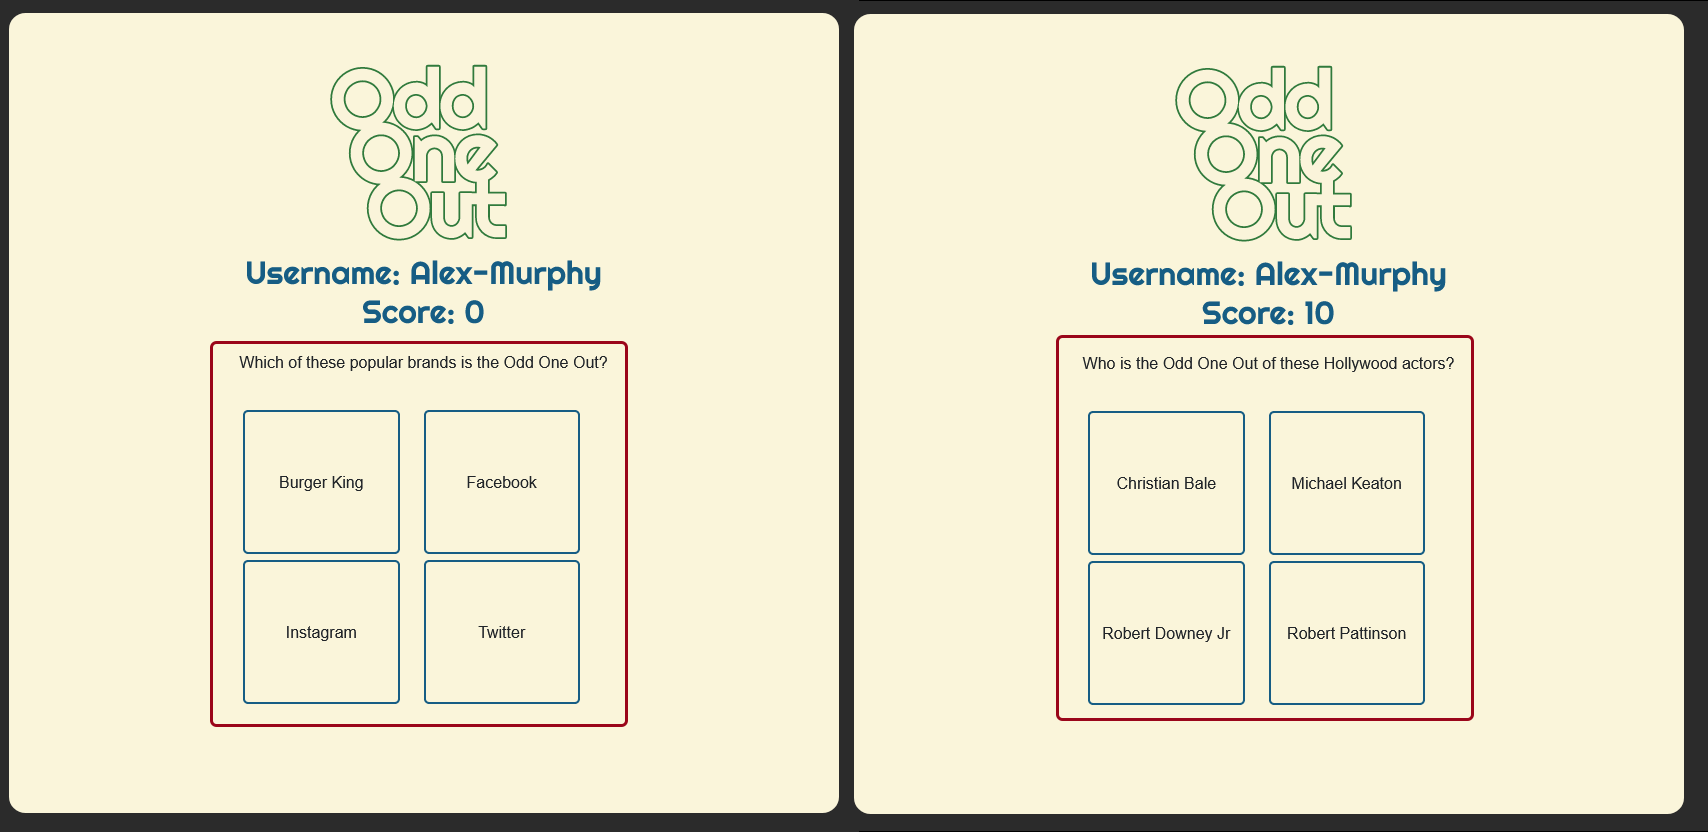 Odd
One
Out
Username: Alex-Murphy
Score: 0
Which of these popular brands is the Odd One Out?
Burger King
Facebook
Instagram
Twitter
Odd
One
Out
Username: Alex-Murphy
Score: 10
Who is the Odd One Out of these Hollywood actors?
Christian Bale
Michael Keaton
Robert Downey Jr
Robert Pattinson